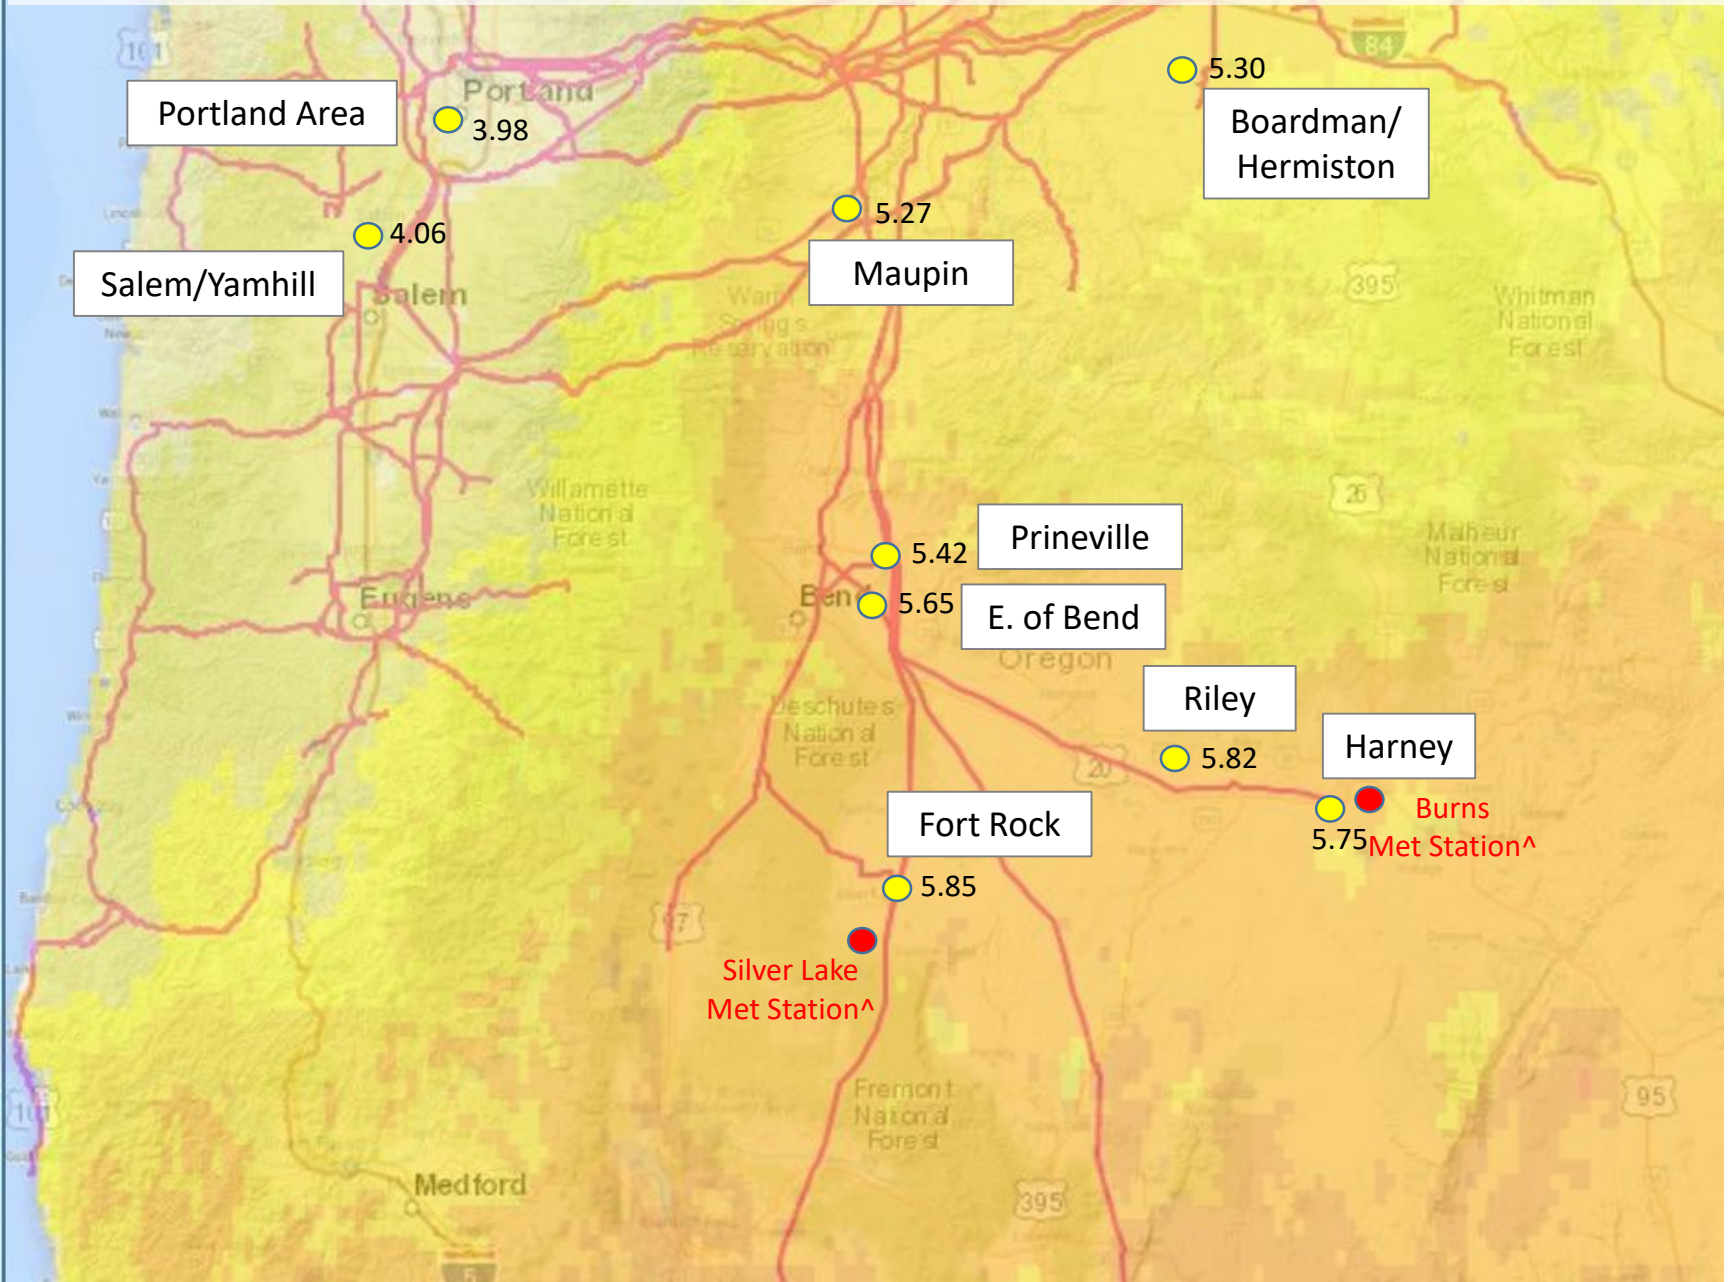 101
84
Portland
Portland Area
3.98
5.30
Boardman/
Hermiston
4.06
Salem/Yamhill
Salem
5.27
Maupin
395
Warm
Springs
Reservation
Whitman
National
Forest
Willamette
National
Forest
26
Malheur
National
Forest
5.42
Prineville
Bend
5.65
E. of Bend
Eugene
Oregon
Deschutes
National
Forest
Riley
5.82
20
Harney
5.75
Burns
Met Station^
Fort Rock
5.85
97
Silver Lake
Met Station^
Fremont
National
Forest
101
95
Medford
395
5